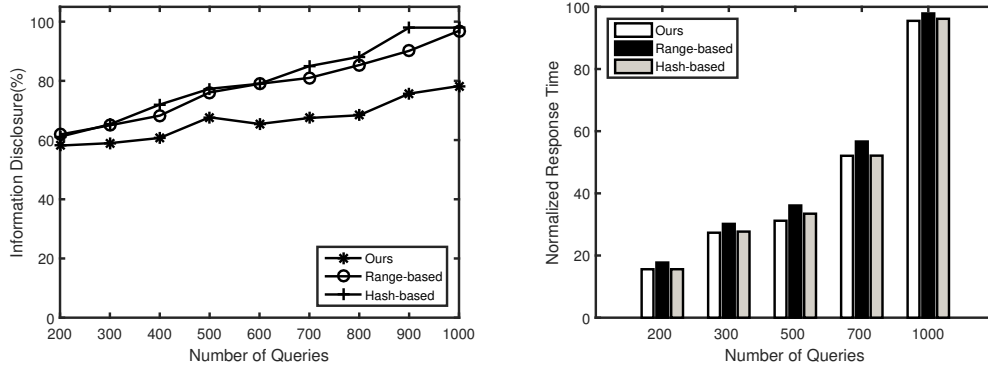 100
80
60
40
20
0
Information Disclosure(%)
Ours
Range-based
Hash-based
200 300 400 500 600 700 800 900 1000
Number of Queries
100
80
60
40
20
0
Normalized Response Time
Ours
Range-based
Hash-based
200 300 500 700 1000
Number of Queries